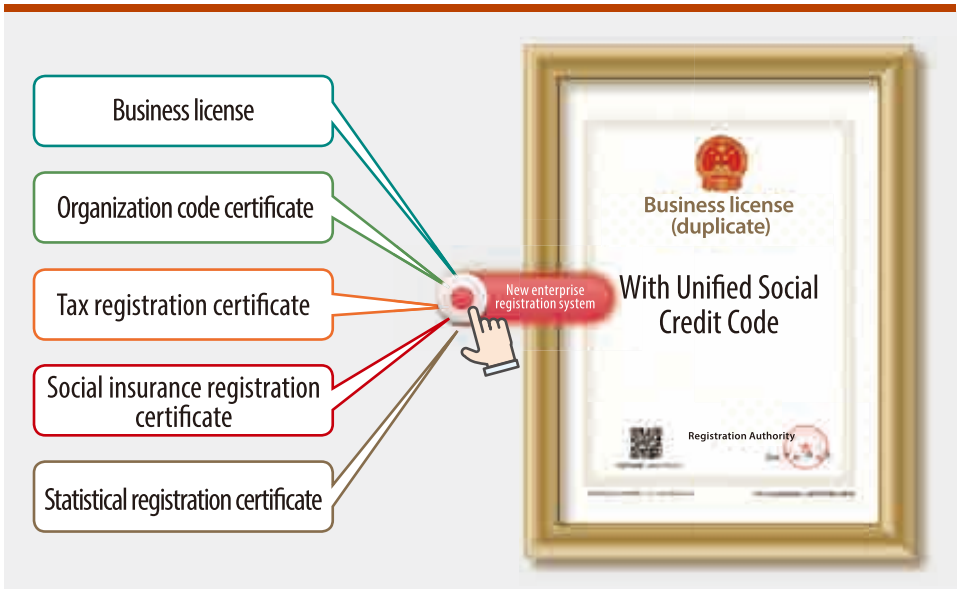 Business license
Organization code certificate
Tax registration certificate
Social insurance registration
certificate
Statistical registration certificate
New enterprise
registration system
Business license
(duplicate)
With Unified Social
Credit Code
Registration Authority